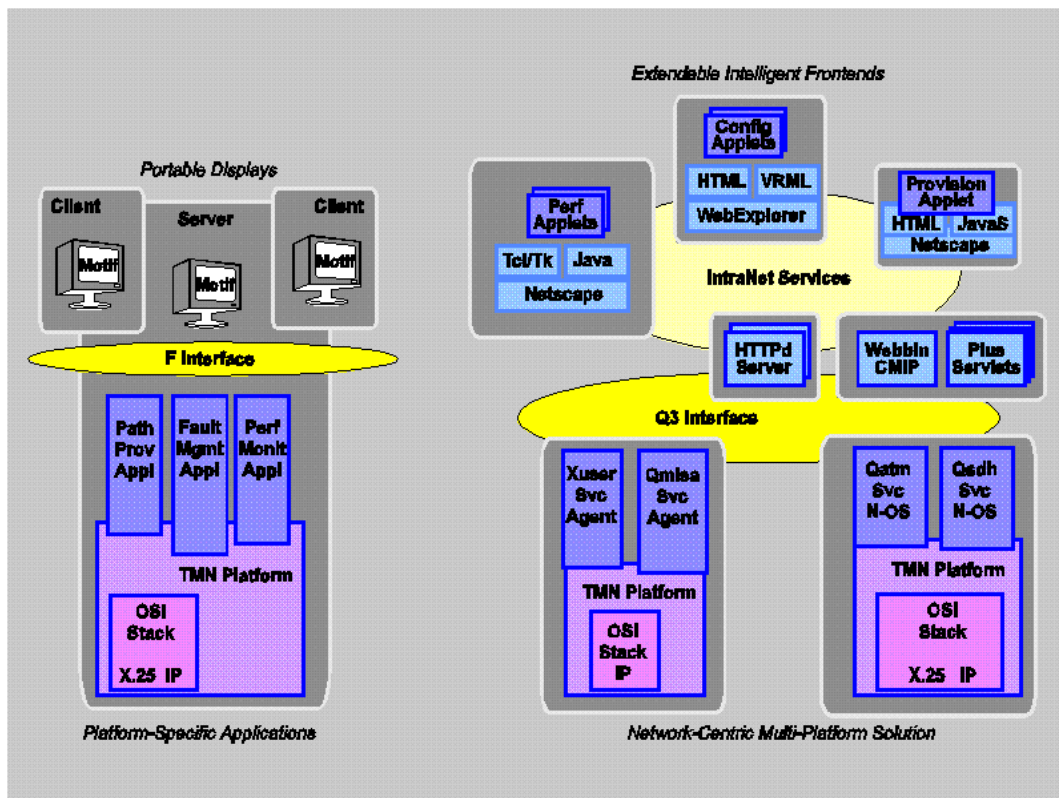 Portable Displays
Client
Server
Client
Motif
Motif
Motif
F Interface
Path
Prov
Appl
Fault
Mgmt
Appl
Perf
Monit
Appl
TMN Platform
OSI
Stack
X.25 IP
Platform-Specific Applications
Extendable Intelligent Frontends
Config
Applets
HTML
VRML
WebExplorer
Perf
Applets
Tcl/Tk
Java
Netscape
Provision
Applet
HTML
JavaS
Netscape
IntraNet Services
HTTPd
Server
Webbin
CMIP
Plus
Servlets
Q3 Interface
Xuser
Svc
Agent
Qmisa
Svc
Agent
TMN Platform
OSI
Stack
IP
Qatm
Svc
N-OS
Qsdh
Svc
N-OS
TMN Platform
OSI
Stack
X.25 IP
Network-Centric Multi-Platform Solution